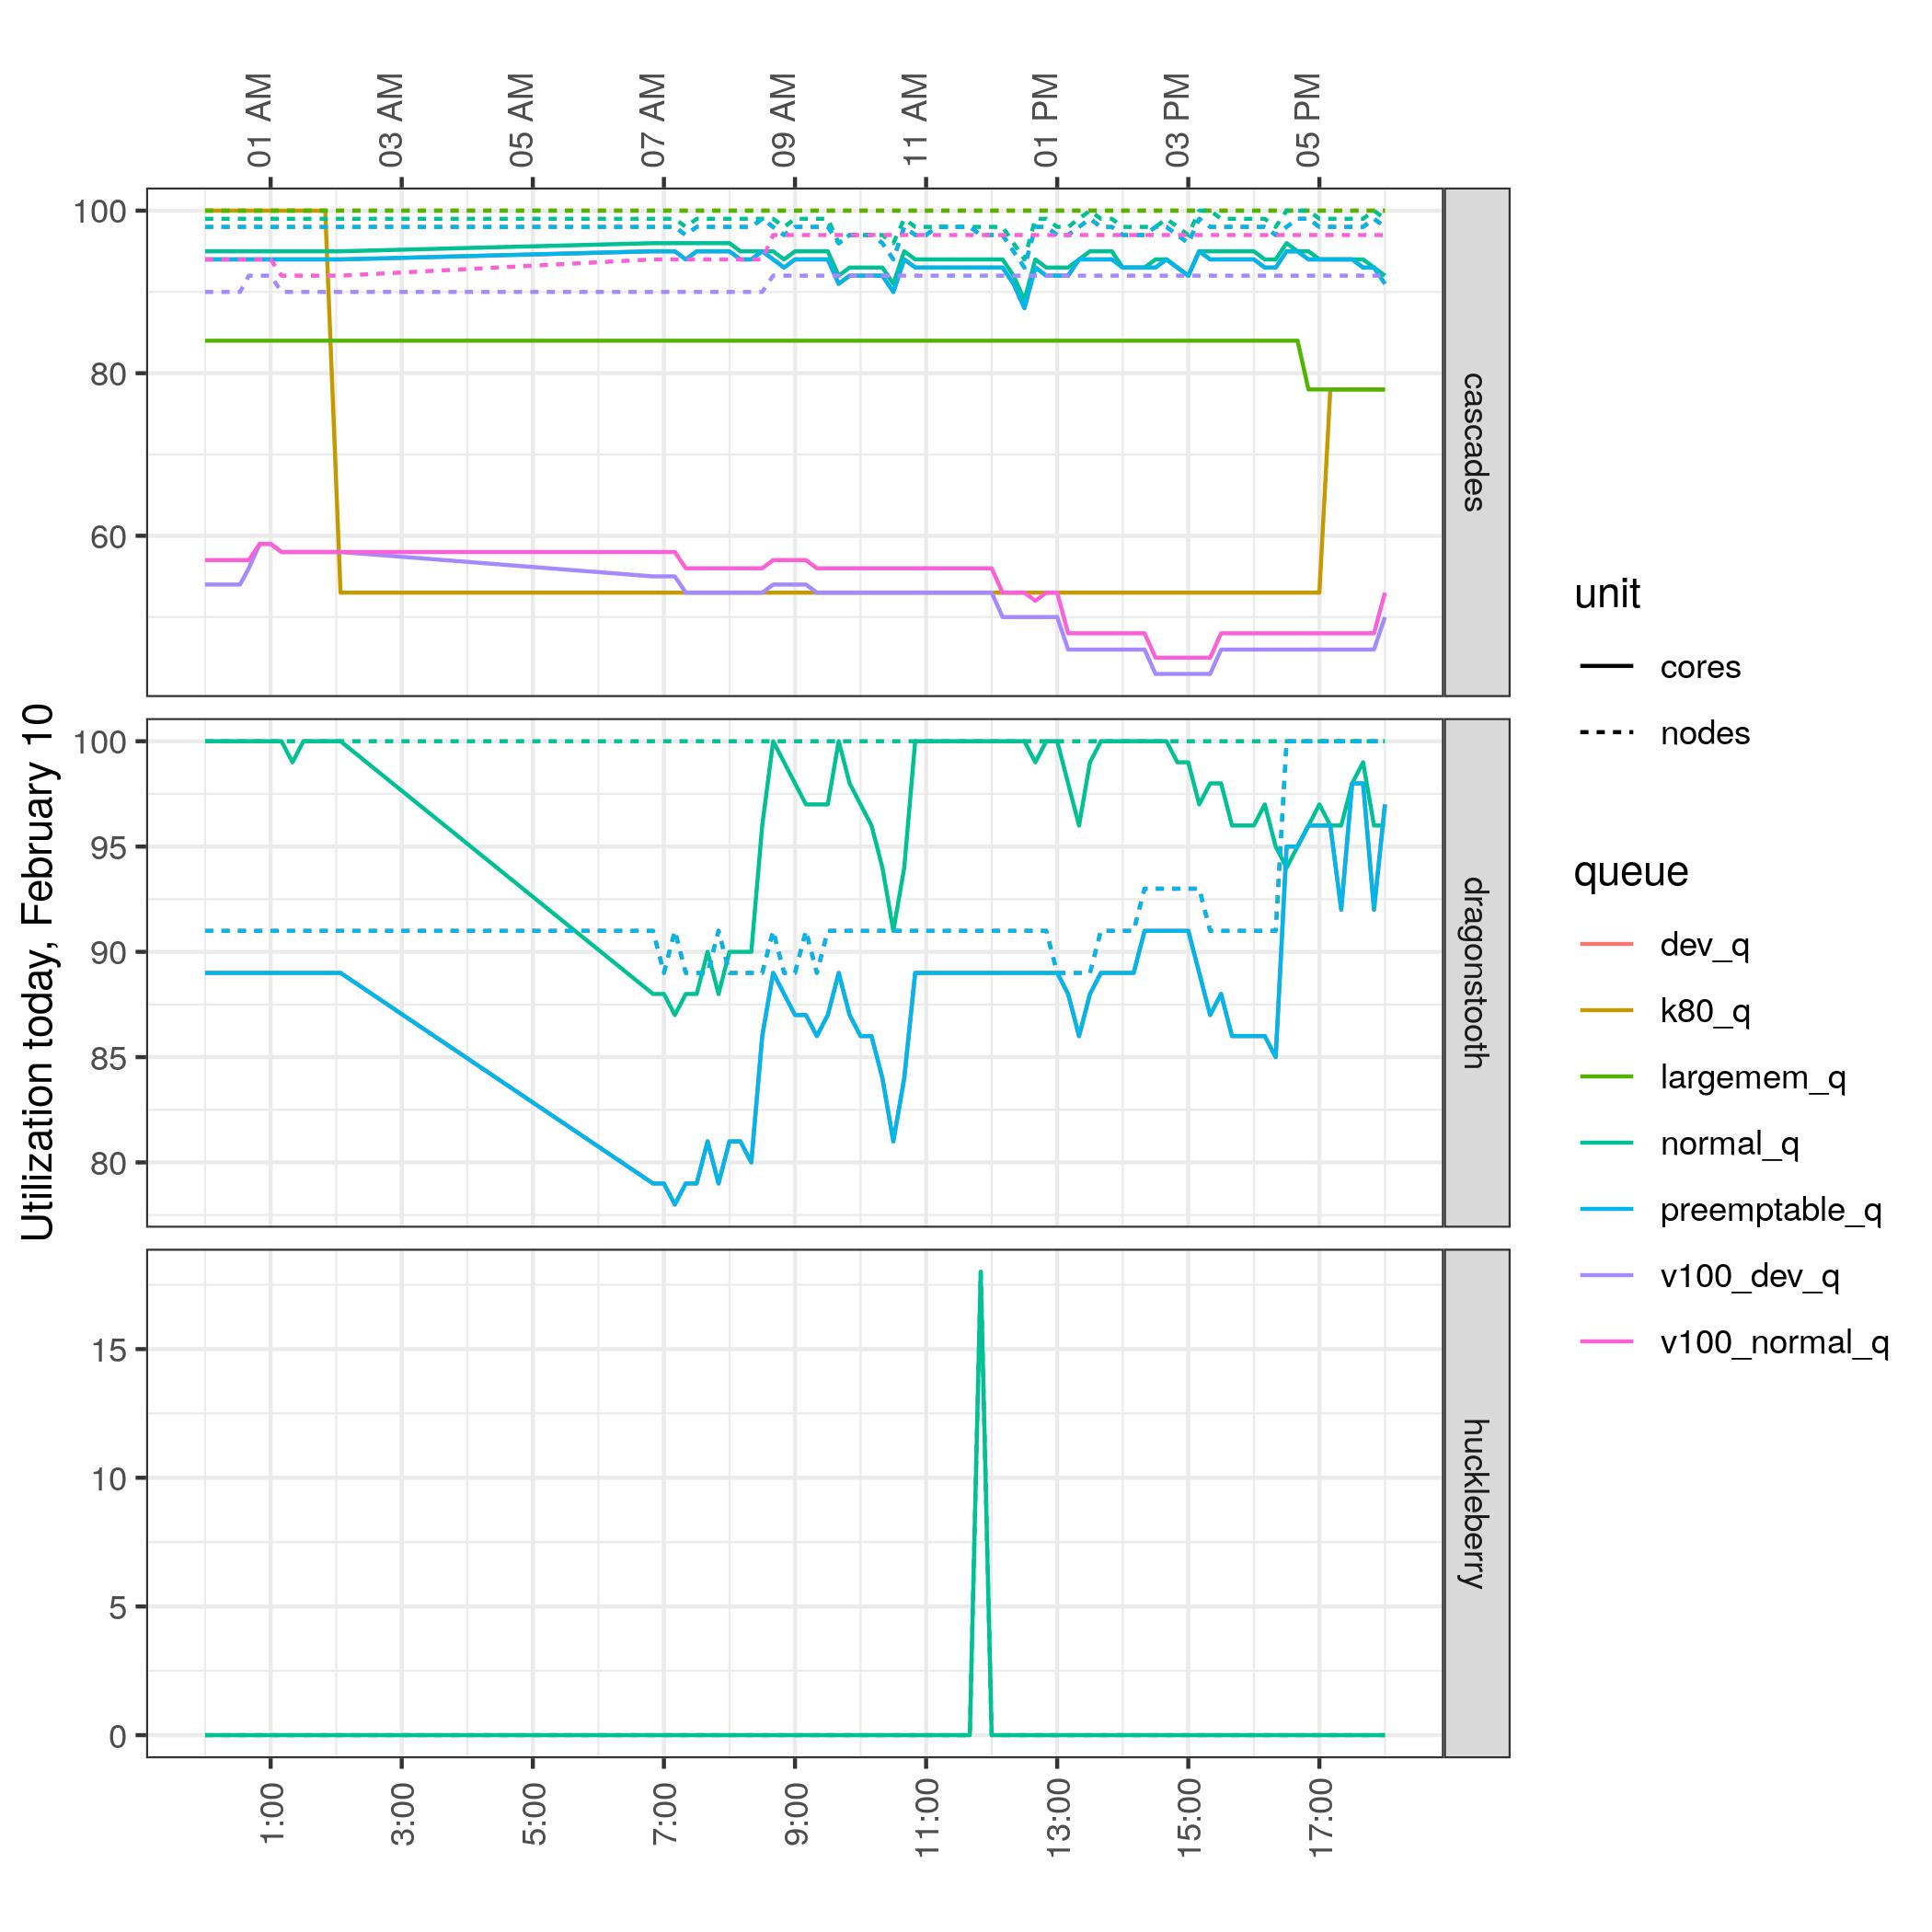 01 AM
03 AM
05 AM
07 AM
09 AM
11 AM
01 PM
03 PM
05 PM
Utilization today, February 10
100
80
60
cascades
100
95
90
85
80
dragonstooth
15
10
5
0
huckleberry
1:00
3:00
5:00
7:00
9:00
11:00
13:00
15:00
17:00
unit
cores
nodes
queue
dev_q
k80_q
largemem_q
normal_q
preemptable_q
v100_dev_q
v100_normal_q